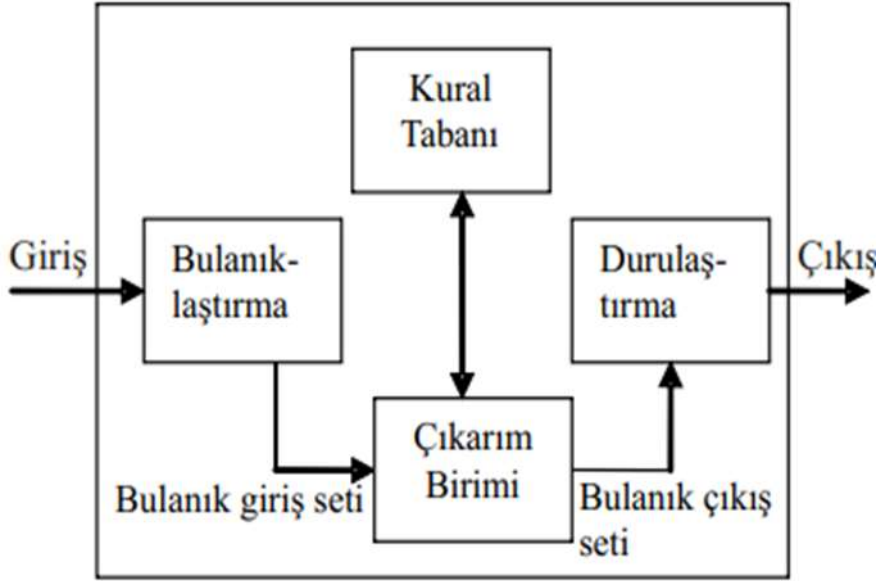 Kural
Tabanı
Giriş
Bulanık-
laştırma
Durulaş-
tırma
Çıkış
Çıkarım
Birimi
Bulanık giriş seti
Bulanık çıkış
seti